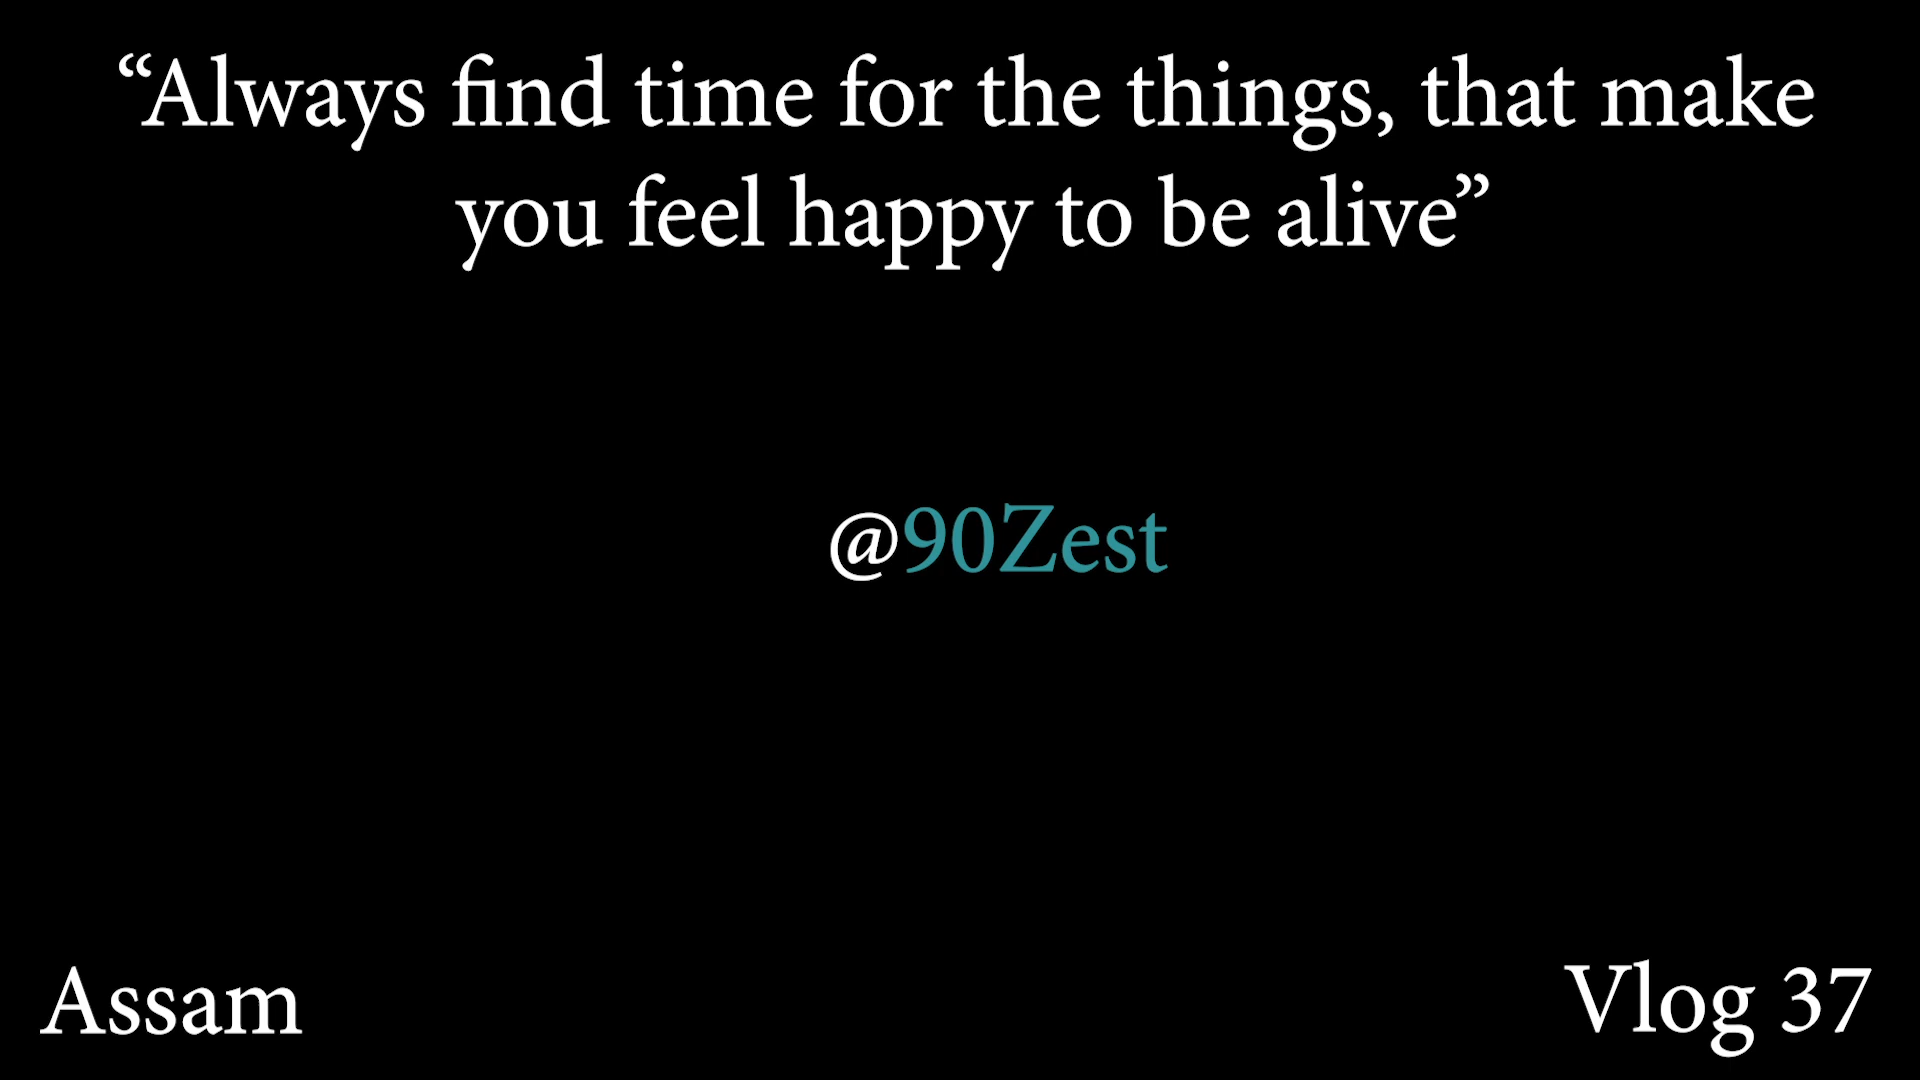 “Always find time for the things, that make
you feel happy to be alive”
@90Zest
Assam
Vlog 37